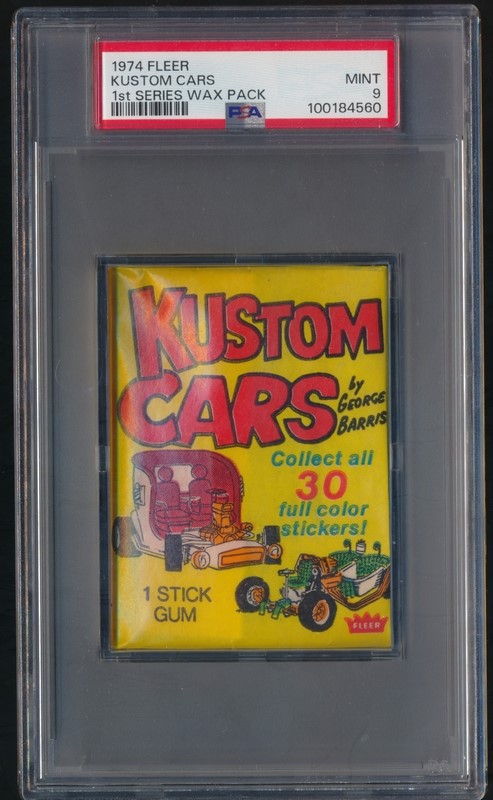 1974 FLEER
KUSTOM CARS
MINT
1st SERIES WAX PACK
9
PSA
100184560
KUSTOM
CARS
by
GEORGE
BARRIS
Collect all
30
full color
stickers!
1 STICK
GUM
FLEER